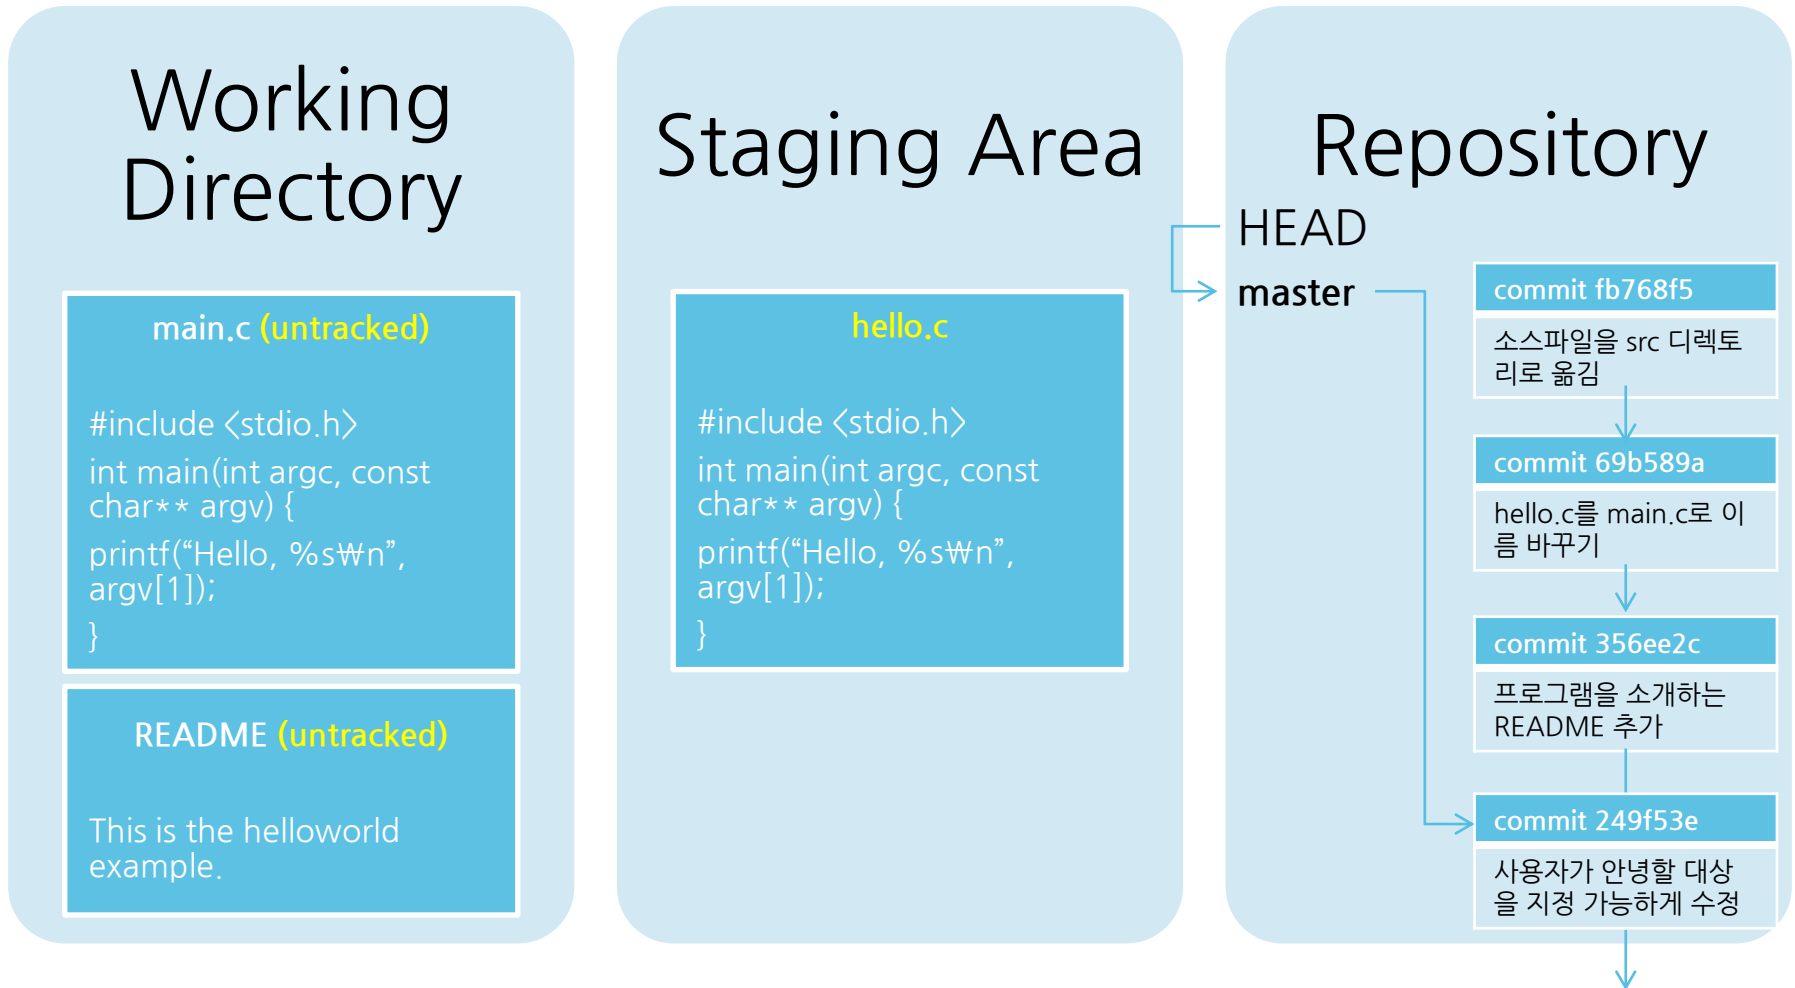 Working
Directory
main.c (untracked)
#include <stdio.h>
int main(int argc, const
char** argv) {
printf(“Hello, %s₩n”,
argv[1]);
}
README (untracked)
This is the helloworld
example.
Staging Area
hello.c
#include <stdio.h>
int main(int argc, const
char** argv) {
printf(“Hello, %s₩n”,
argv[1]);
}
Repository
HEAD
master
commit fb768f5
소스파일을 src 디렉토
리로 옮김
commit 69b589a
hello.c를 main.c로 이
름 바꾸기
commit 356ee2c
프로그램을 소개하는
README 추가
commit 249f53e
사용자가 안녕할 대상
을 지정 가능하게 수정